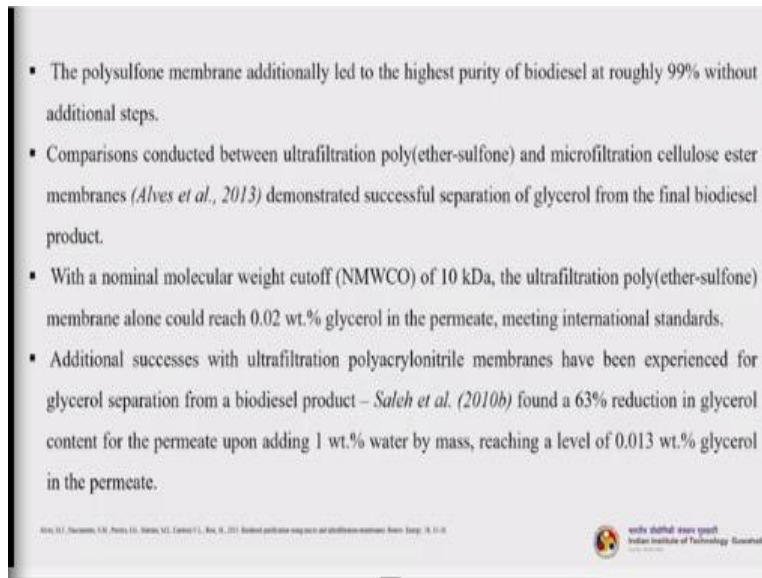 ▪ The polysulfone membrane additionally led to the highest purity of biodiesel at roughly 99% without
additional steps.
▪ Comparisons conducted between ultrafiltration poly(ether-sulfone) and microfiltration cellulose ester
membranes (Alves et al., 2013) demonstrated successful separation of glycerol from the final biodiesel
product.
▪ With a nominal molecular weight cutoff (NMWCO) of 10 kDa, the ultrafiltration poly(ether-sulfone)
membrane alone could reach 0.02 wt.% glycerol in the permeate, meeting international standards.
▪ Additional successes with ultrafiltration polyacrylonitrile membranes have been experienced for
glycerol separation from a biodiesel product – Saleh et al. (2010b) found a 63% reduction in glycerol
content for the permeate upon adding 1 wt.% water by mass, reaching a level of 0.013 wt.% glycerol
in the permeate.
Indian Institute of Technology Guwahati